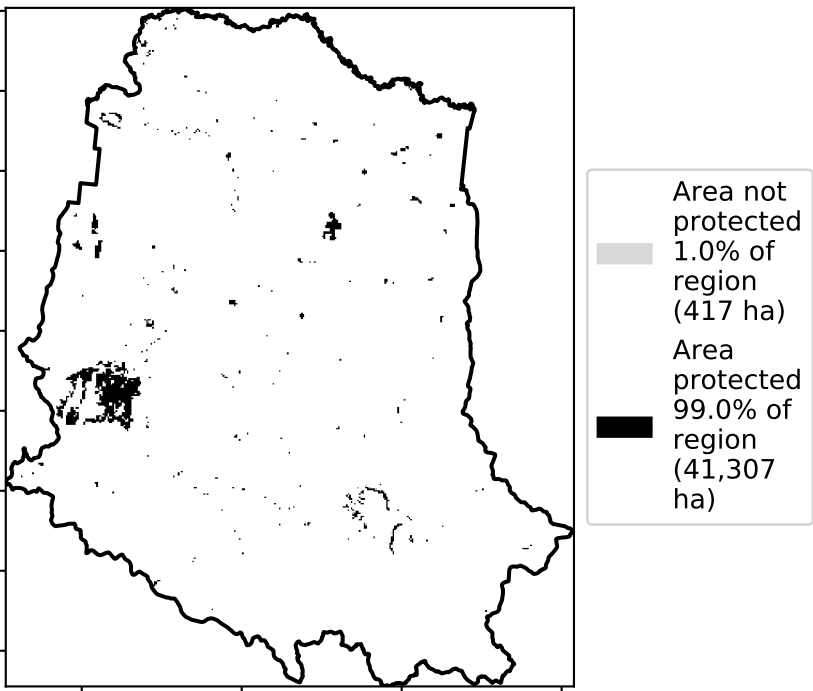 Area not
protected
1.0% of
region
(417 ha)
Area
protected
99.0% of
region
(41,307
ha)